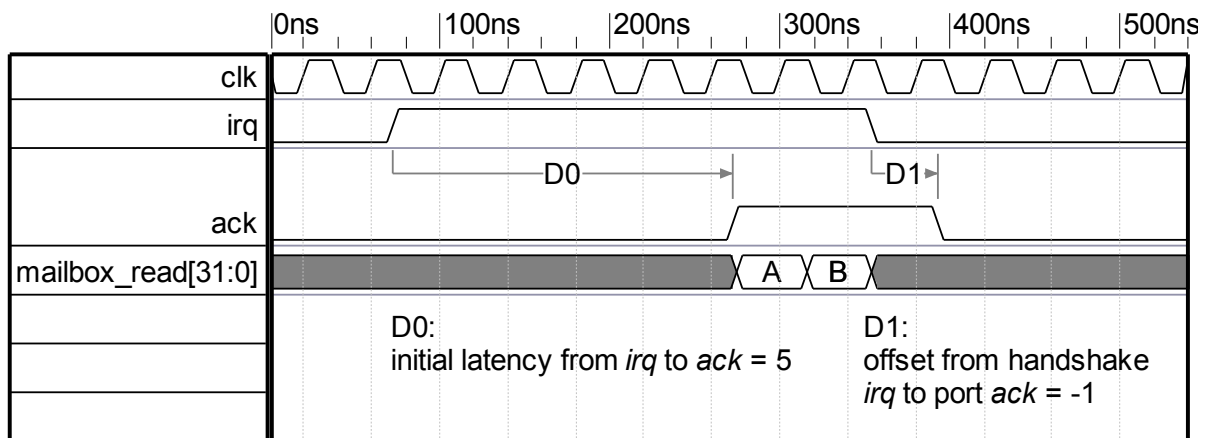 0ns 100ns 200ns 300ns 400ns 500ns
clk
irq
D0 D1
ack
mailbox_read[31:0] A B
D0:
initial latency from irq to ack = 5
D1:
offset from handshake
irq to port ack = -1